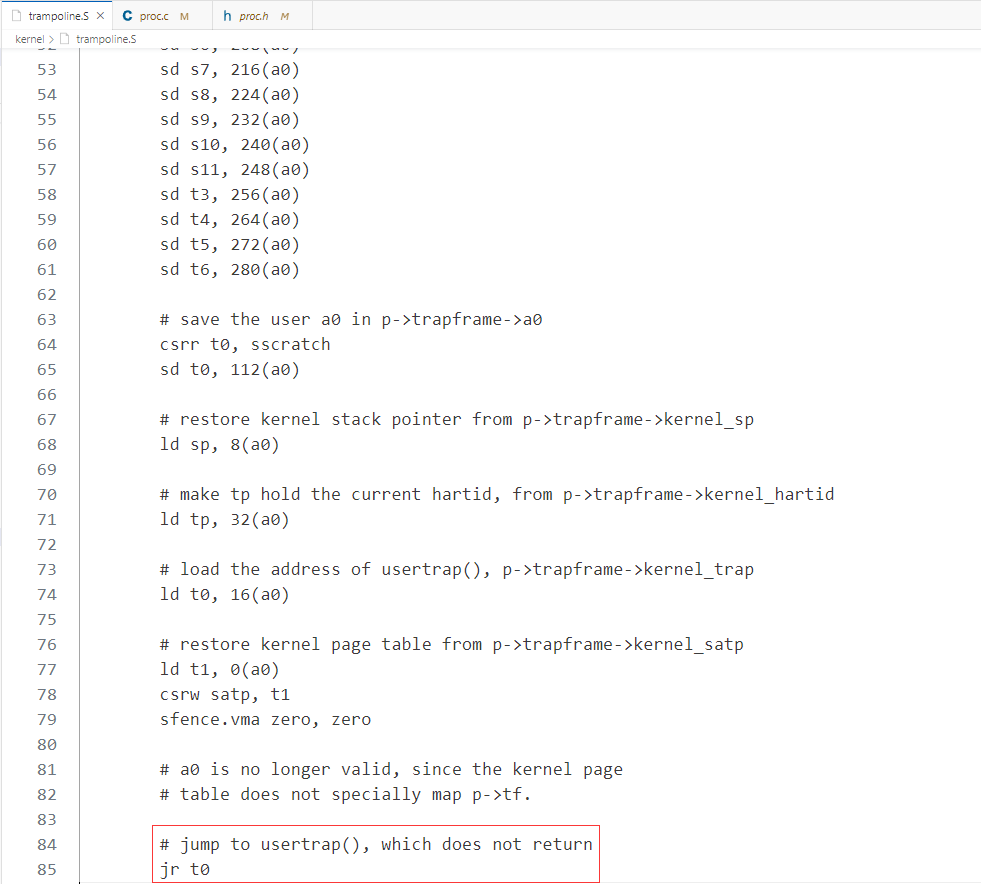 trampoline.S × C proc.c M h proc.h M
kernel > trampoline.S
53 sd s7, 216(a0)
54 sd s8, 224(a0)
55 sd s9, 232(a0)
56 sd s10, 240(a0)
57 sd s11, 248(a0)
58 sd t3, 256(a0)
59 sd t4, 264(a0)
60 sd t5, 272(a0)
61 sd t6, 280(a0)
62
63 # save the user a0 in p->trapframe->a0
64 csrr t0, sscratch
65 sd t0, 112(a0)
66
67 # restore kernel stack pointer from p->trapframe->kernel_sp
68 ld sp, 8(a0)
69
70 # make tp hold the current hartid, from p->trapframe->kernel_hartid
71 ld tp, 32(a0)
72
73 # load the address of usertrap(), p->trapframe->kernel_trap
74 ld t0, 16(a0)
75
76 # restore kernel page table from p->trapframe->kernel_satp
77 ld t1, 0(a0)
78 csrw satp, t1
79 sfence.vma zero, zero
80
81 # a0 is no longer valid, since the kernel page
82 # table does not specially map p->tf.
83
84 # jump to usertrap(), which does not return
85 jr t0